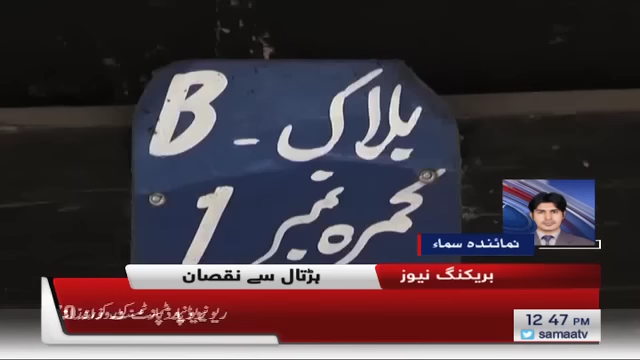 بلاک - B
کمرہ نمبر 1
نمائندہ سماء
بریکنگ نیوز
ہڑتال سے نقصان
12 47 PM
samaatv